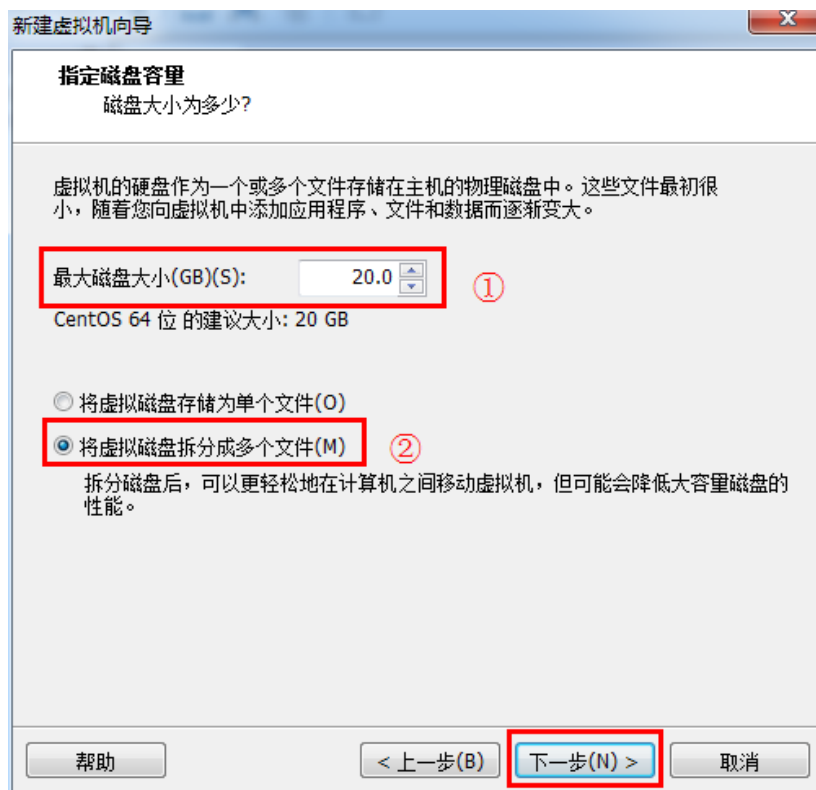 新建虚拟机向导
指定磁盘容量
磁盘大小为多少?
虚拟机的硬盘作为一个或多个文件存储在主机的物理磁盘中。这些文件最初很
小，随着您向虚拟机中添加应用程序、文件和数据而逐渐变大。
最大磁盘大小(GB)(S): 20.0 ①
CentOS 64 位 的建议大小: 20 GB
将虚拟磁盘存储为单个文件(O)
将虚拟磁盘拆分成多个文件(M) ②
拆分磁盘后，可以更轻松地在计算机之间移动虚拟机，但可能会降低大容量磁盘的
性能。
帮助 < 上一步(B) 下一步(N) > 取消